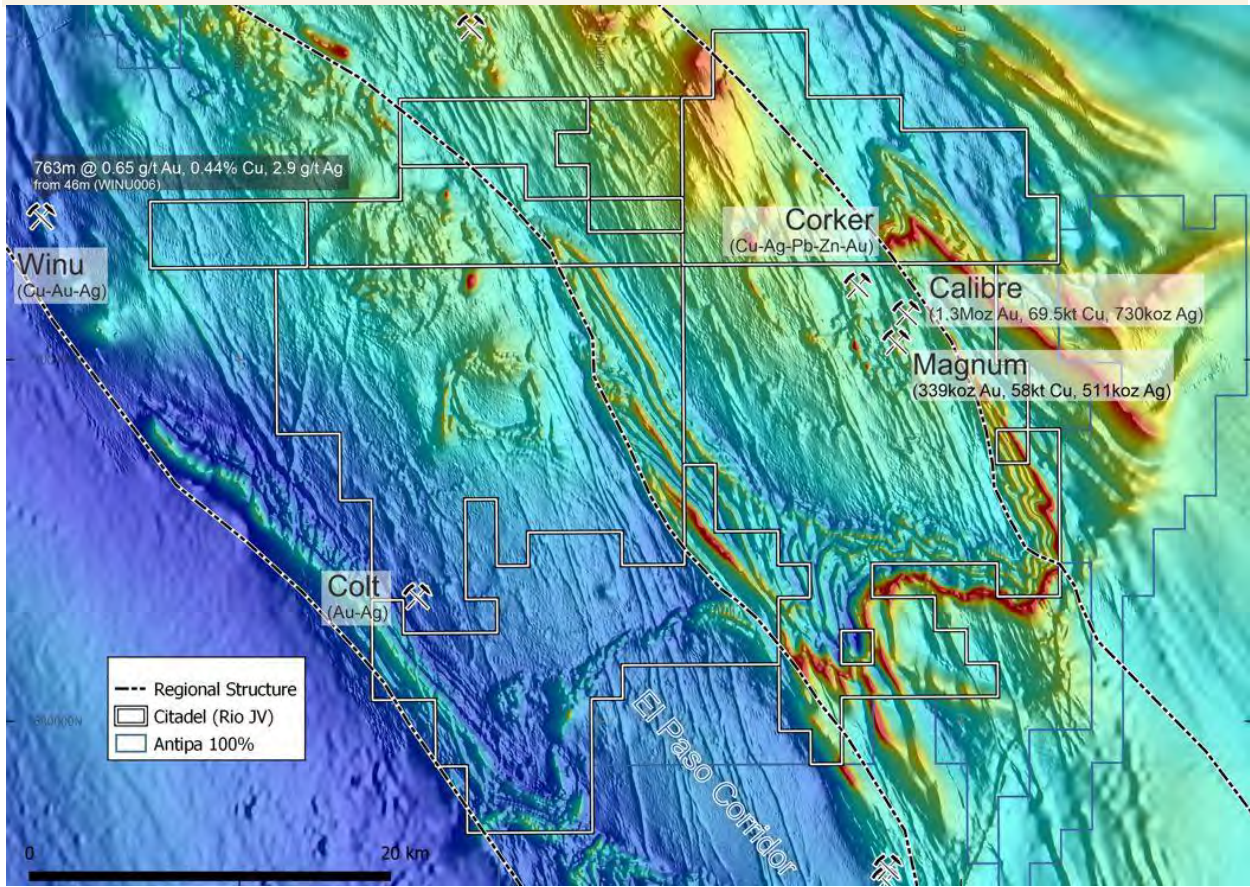 763m @ 0.65 g/t Au, 0.44% Cu, 2.9 g/t Ag
from 46m (WINU006)
Winu
(Cu-Au-Ag)
Corker
(Cu-Ag-Pb-Zn-Au)
Calibre
(1.3Moz Au, 69.5kt Cu, 730koz Ag)
Magnum
(339koz Au, 58kt Cu, 511koz Ag)
Colt
(Au-Ag)
El Paso Corridor
Regional Structure
Citadel (Rio JV)
Antipa 100%
0
20 km